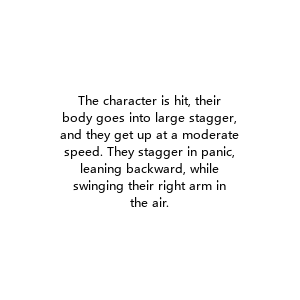 The character is hit, their
body goes into large stagger,
and they get up at a moderate
speed. They stagger in panic,
leaning backward, while
swinging their right arm in
the air.